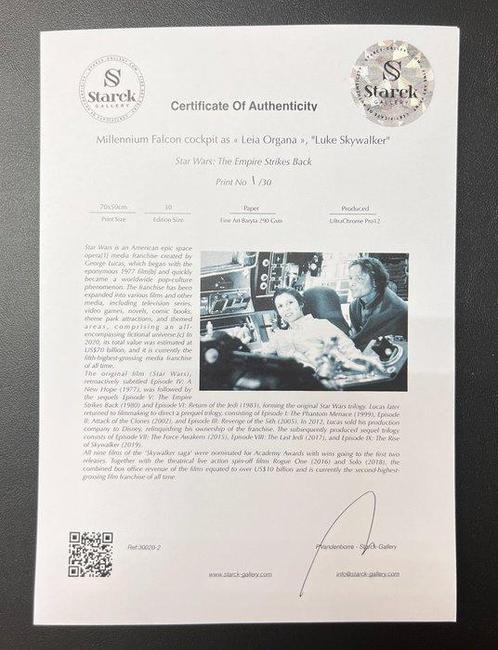 Starck
GALLERY
STARCK-GALLERY.COM
Starck
GALLERY
Certificate Of Authenticity
Millennium Falcon cockpit as « Leia Organa », "Luke Skywalker"
Star Wars: The Empire Strikes Back
Print No 1 /30
70x50cm
Print Size
30
Edition Size
Paper
Fine Art Baryta 290 Gsm
Produced
UltraChrome Pro12
Star Wars is an American epic space
opera[1] media franchise created by
George Lucas, which began with the
eponymous 1977 film[b] and quickly
became a worldwide pop-culture
phenomenon. The franchise has been
expanded into various films and other
media, including television series,
video games, novels, comic books,
theme park attractions, and themed
areas, comprising an all-
encompassing fictional universe.[c] In
2020, its total value was estimated at
US$70 billion, and it is currently the
fifth-highest-grossing media franchise
of all time.
The original film (Star Wars),
retroactively subtitled Episode IV: A
New Hope (1977), was followed by
the sequels Episode V: The Empire
Strikes Back (1980) and Episode VI: Return of the Jedi (1983), forming the original Star Wars trilogy. Lucas later
returned to filmmaking to direct a prequel trilogy, consisting of Episode I: The Phantom Menace (1999), Episode
II: Attack of the Clones (2002), and Episode III: Revenge of the Sith (2005). In 2012, Lucas sold his production
company to Disney, relinquishing his ownership of the franchise. The subsequently produced sequel trilogy
consists of Episode VII: The Force Awakens (2015), Episode VIII: The Last Jedi (2017), and Episode IX: The Rise
of Skywalker (2019).
All nine films of the 'Skywalker saga' were nominated for Academy Awards with wins going to the first two
releases. Together with the theatrical live action spin-off films Rogue One (2016) and Solo (2018), the
combined box office revenue of the films equated to over US$10 billion and is currently the second-highest-
grossing film franchise of all time.
Ref:30020-2
P.Vandenborre - Starck-Gallery
www.starck-gallery.com
info@starck-gallery.com